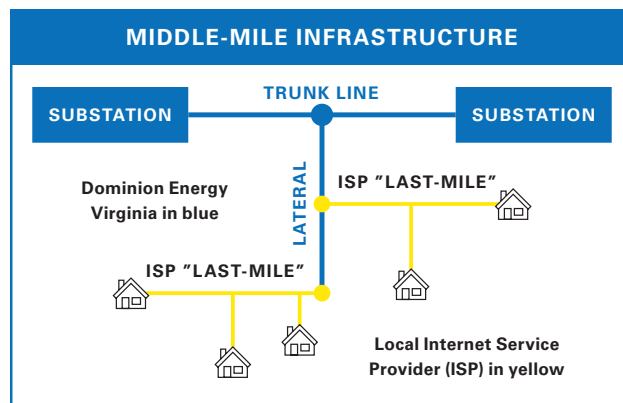 MIDDLE-MILE INFRASTRUCTURE
TRUNK LINE
SUBSTATION
SUBSTATION
LATERAL
ISP "LAST-MILE"
Dominion Energy
Virginia in blue
ISP "LAST-MILE"
Local Internet Service
Provider (ISP) in yellow